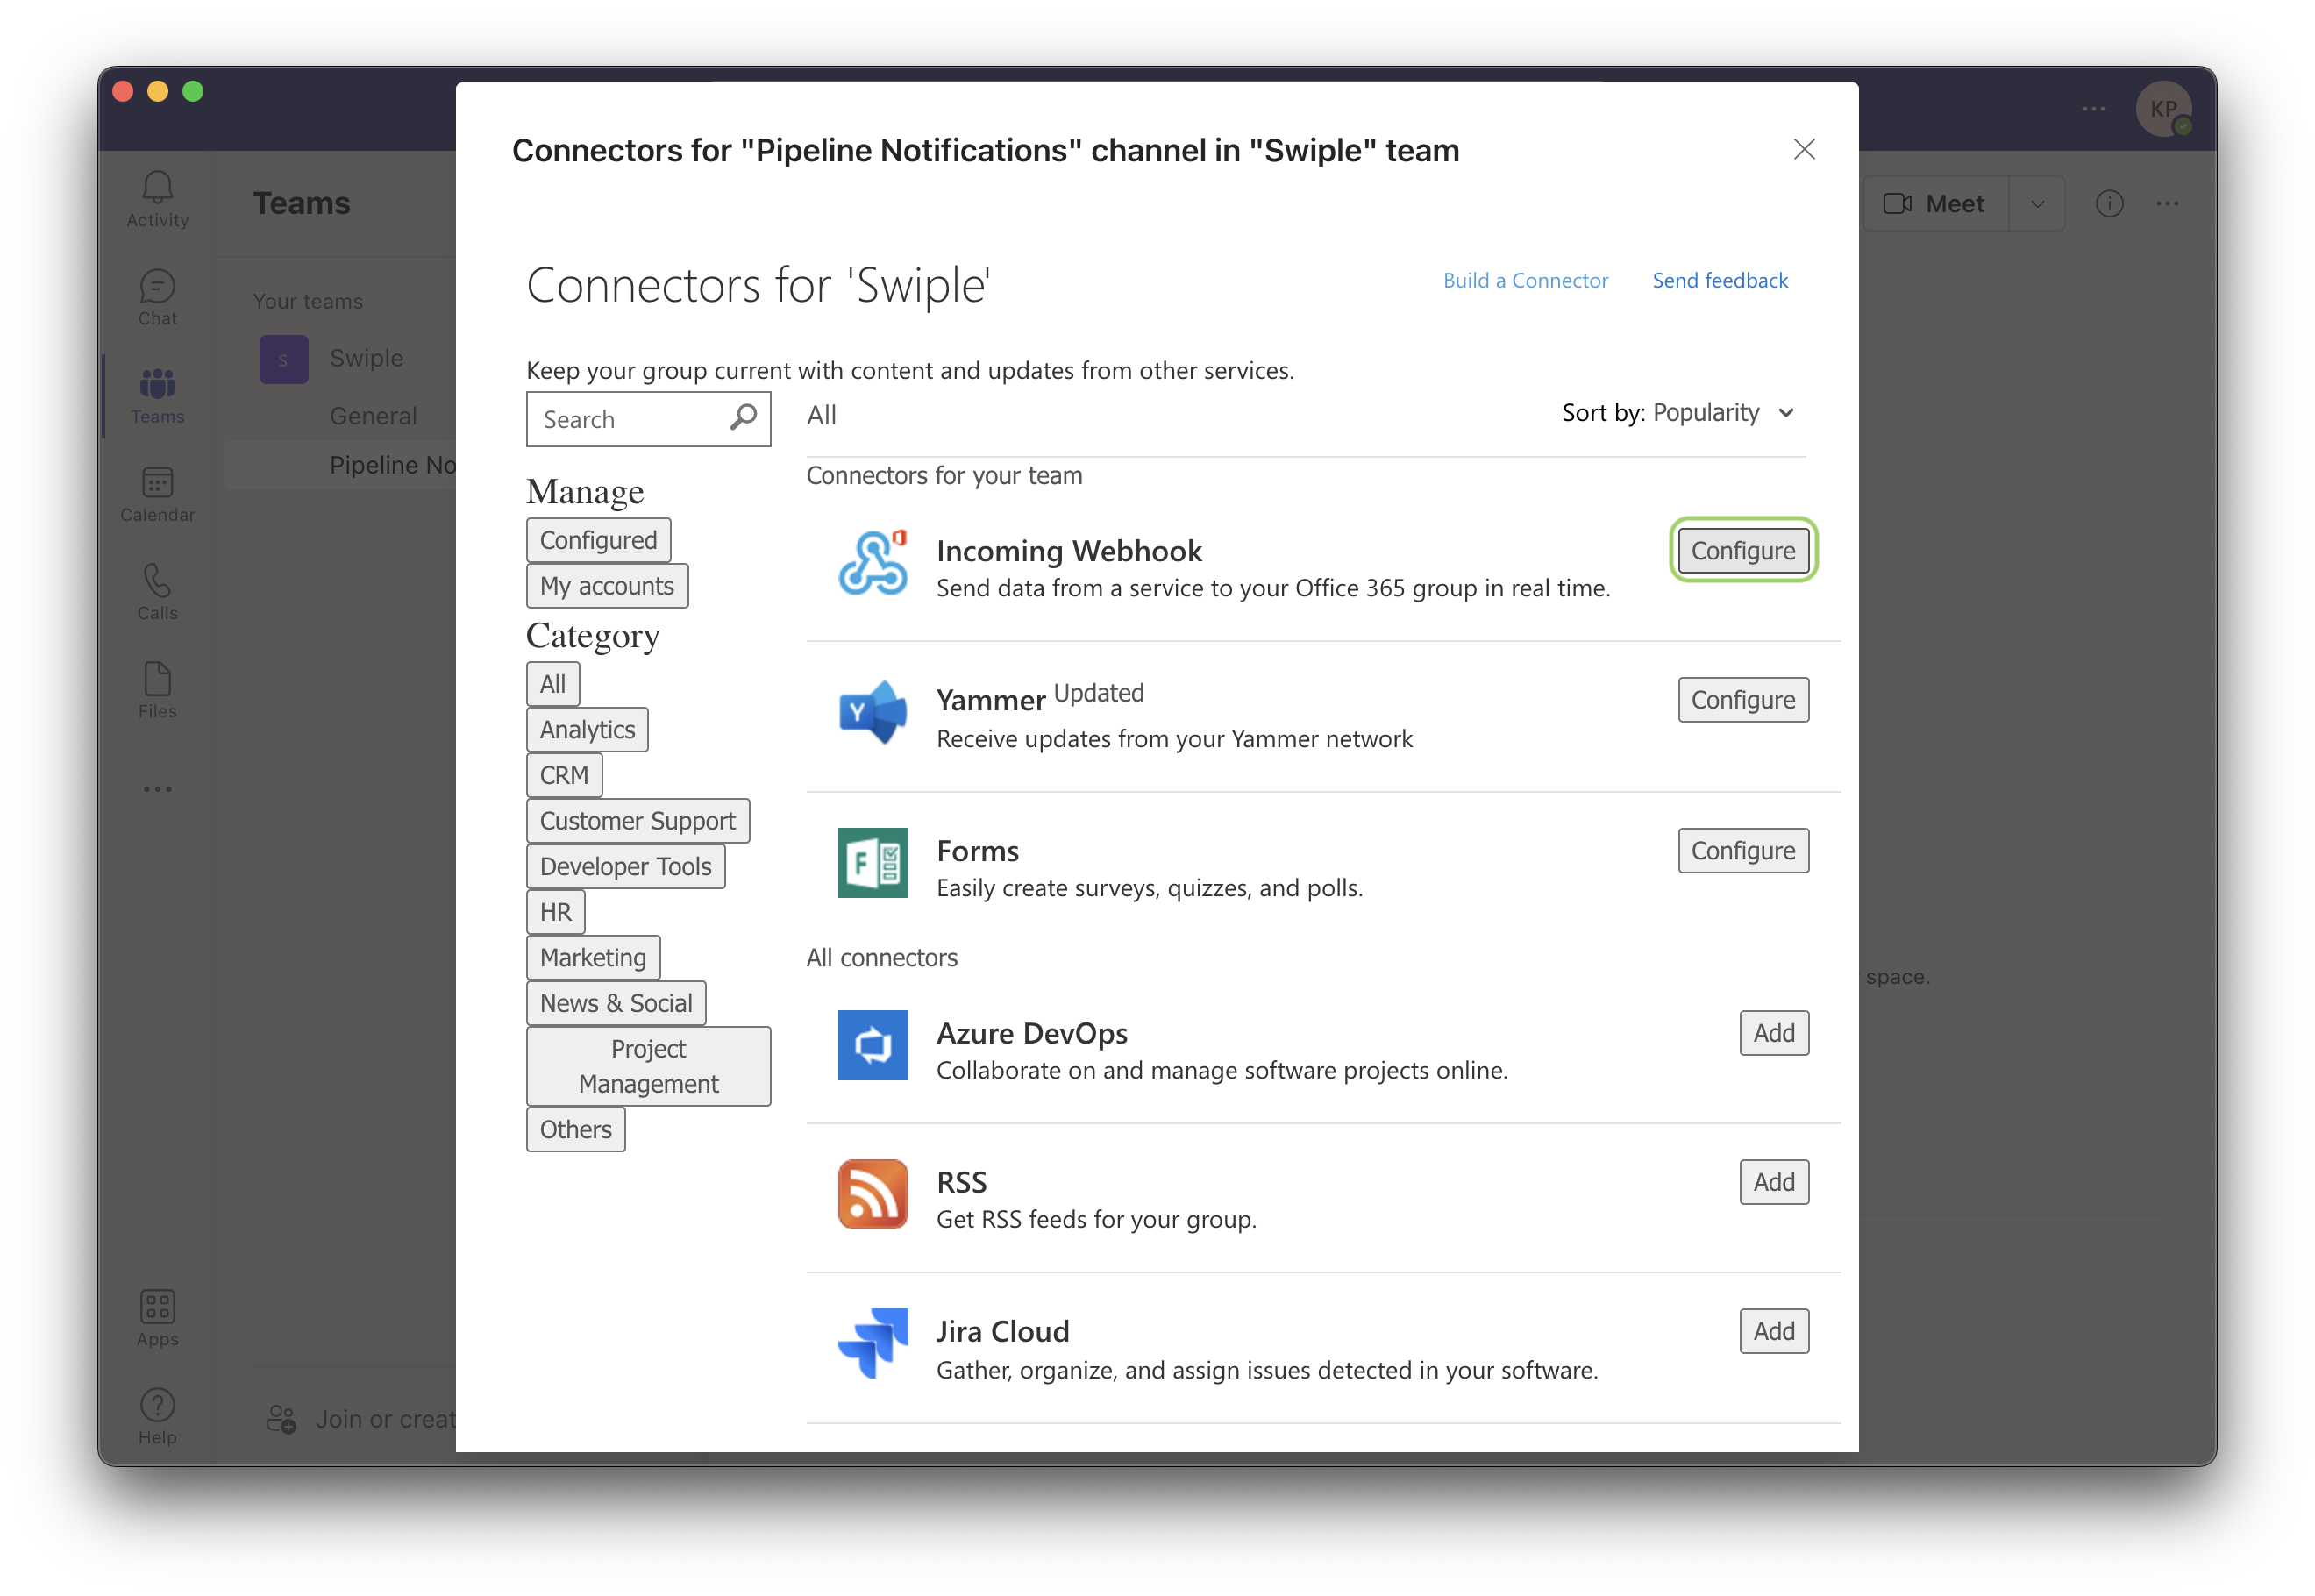 KP
Connectors for "Pipeline Notifications" channel in "Swiple" team
Activity
Teams
Meet
Connectors for 'Swiple'
Build a Connector
Send feedback
Your teams
Chat
S
Swiple
Keep your group current with content and updates from other services.
Teams
General
Search
All
Sort by: Popularity
Pipeline No
Connectors for your team
Manage
Calendar
Configured
Incoming Webhook
Configure
My accounts
Send data from a service to your Office 365 group in real time.
Calls
Category
All
Yammer Updated
Configure
Files
Analytics
Receive updates from your Yammer network
CRM
Customer Support
Y
Developer Tools
F
Forms
Configure
Easily create surveys, quizzes, and polls.
HR
Marketing
All connectors
space.
News & Social
Azure DevOps
Add
Project
Management
Collaborate on and manage software projects online.
Others
RSS
Add
Get RSS feeds for your group.
Apps
Jira Cloud
Add
Gather, organize, and assign issues detected in your software.
Help
Join or creat